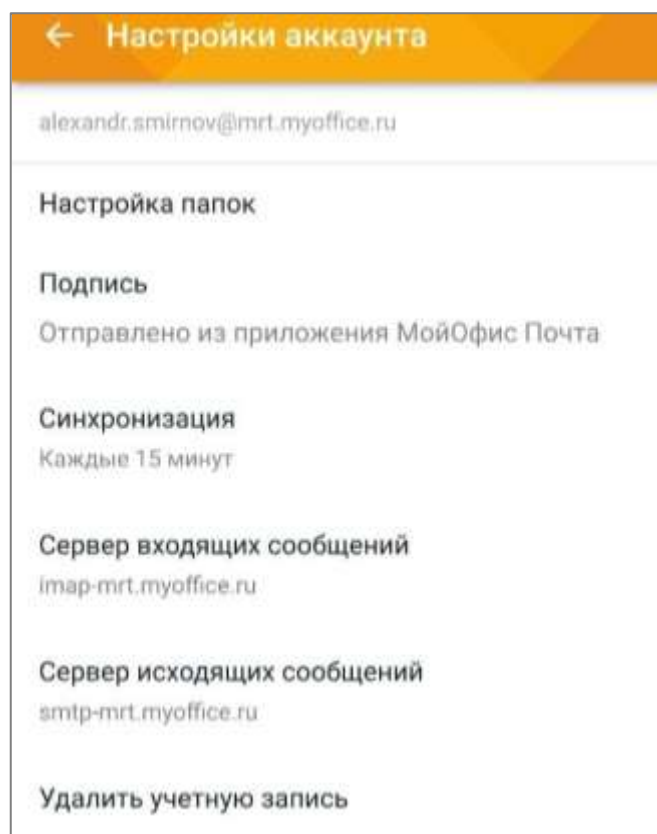 Настройки аккаунта
alexandr.smirnov@mrt.myoffice.ru
Настройка папок
Подпись
Отправлено из приложения МойОфис Почта
Синхронизация
Каждые 15 минут
Сервер входящих сообщений
imap-mrt.myoffice.ru
Сервер исходящих сообщений
smtp-mrt.myoffice.ru
Удалить учетную запись